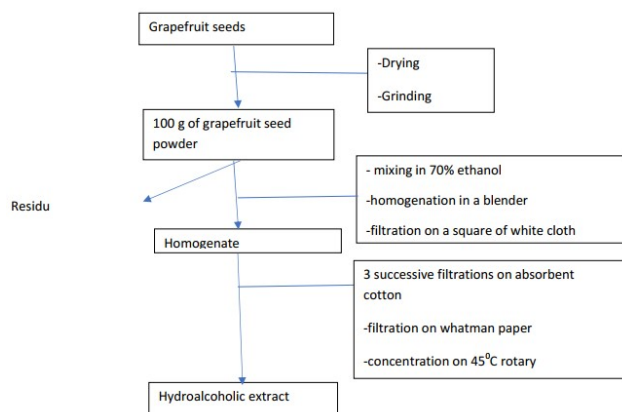 Grapefruit seeds
-Drying
-Grinding
100 g of grapefruit seed
powder
- mixing in 70% ethanol
-homogenation in a blender
-filtration on a square of white cloth
Residu
Homogenate
3 successive filtrations on absorbent
cotton
-filtration on whatman paper
-concentration on 45⁰C rotary
Hydroalcoholic extract